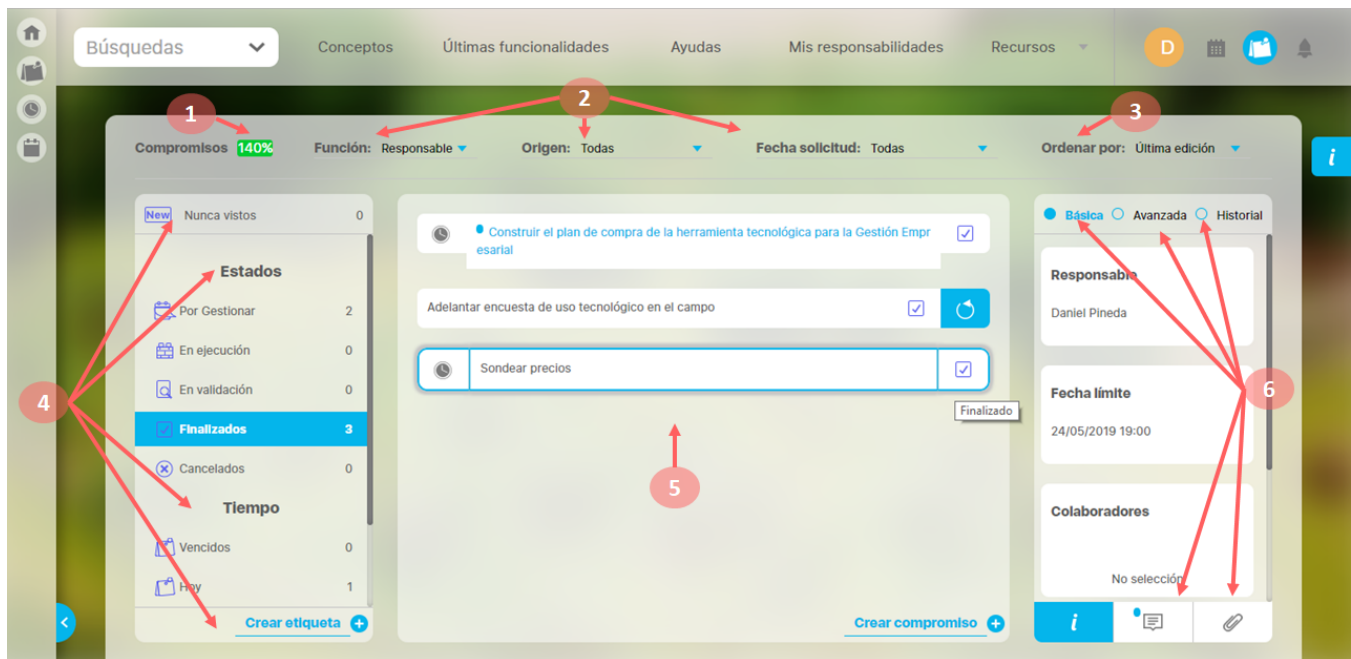 Búsquedas
Conceptos
Últimas funcionalidades
Ayudas
Mis responsabilidades
Recursos
D
1
2
3
Compromisos 140%
Función: Responsable
Origen: Todas
Fecha solicitud: Todas
Ordenar por: Última edición
i
New Nunca vistos 0
Estados
Por Gestionar 2
En ejecución 0
En validación 0
Finalizados 3
Cancelados 0
Tiempo
Vencidos 0
Hoy 1
Crear etiqueta
4
Construir el plan de compra de la herramienta tecnológica para la Gestión Empr
esarial
Adelantar encuesta de uso tecnológico en el campo
Sondear precios
Finalizado
5
Crear compromiso
Básica Avanzada Historial
Responsable
Daniel Pineda
Fecha límite
24/05/2019 19:00
6
Colaboradores
No selección
i